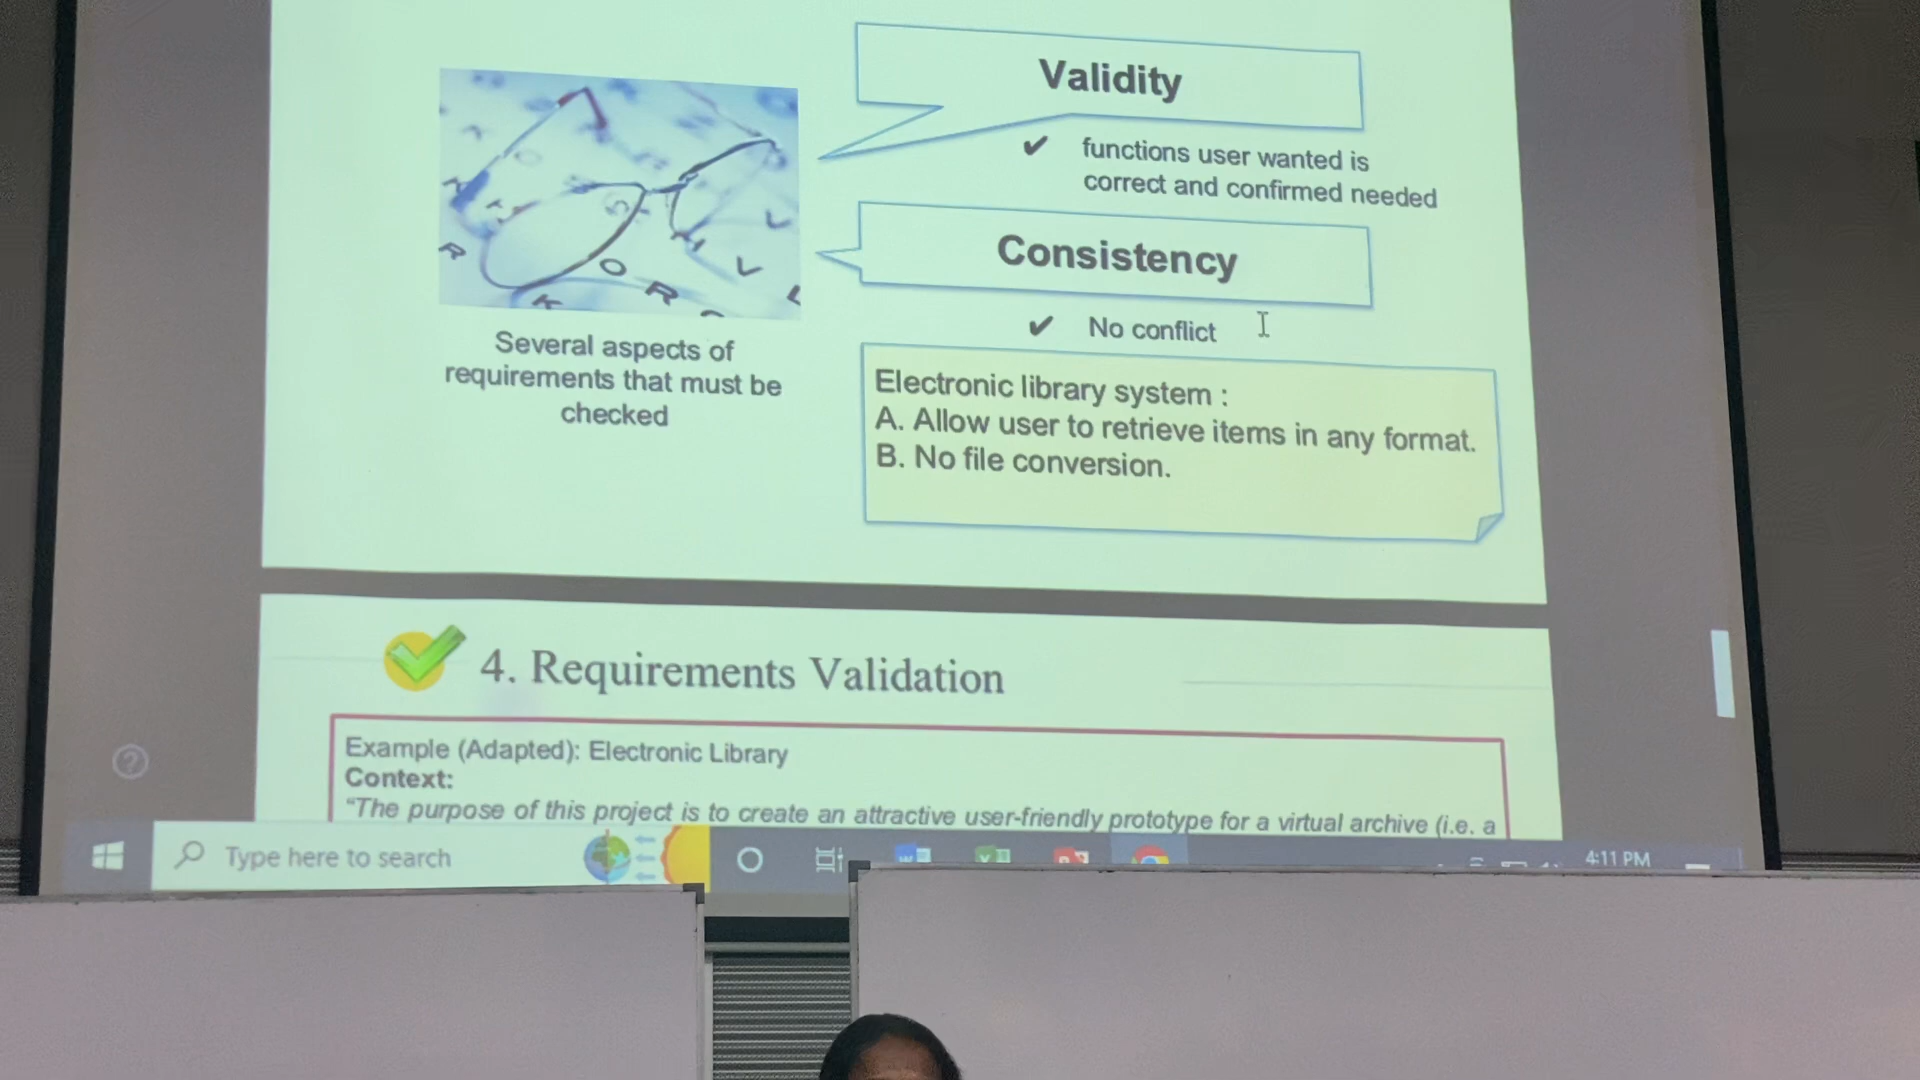 Validity
✔ functions user wanted is
correct and confirmed needed
Consistency
✔ No conflict
Several aspects of
requirements that must be
checked
Electronic library system :
A. Allow user to retrieve items in any format.
B. No file conversion.
4. Requirements Validation
Example (Adapted): Electronic Library
Context:
“The purpose of this project is to create an attractive user-friendly prototype for a virtual archive (i.e. a
Type here to search
4:11 PM